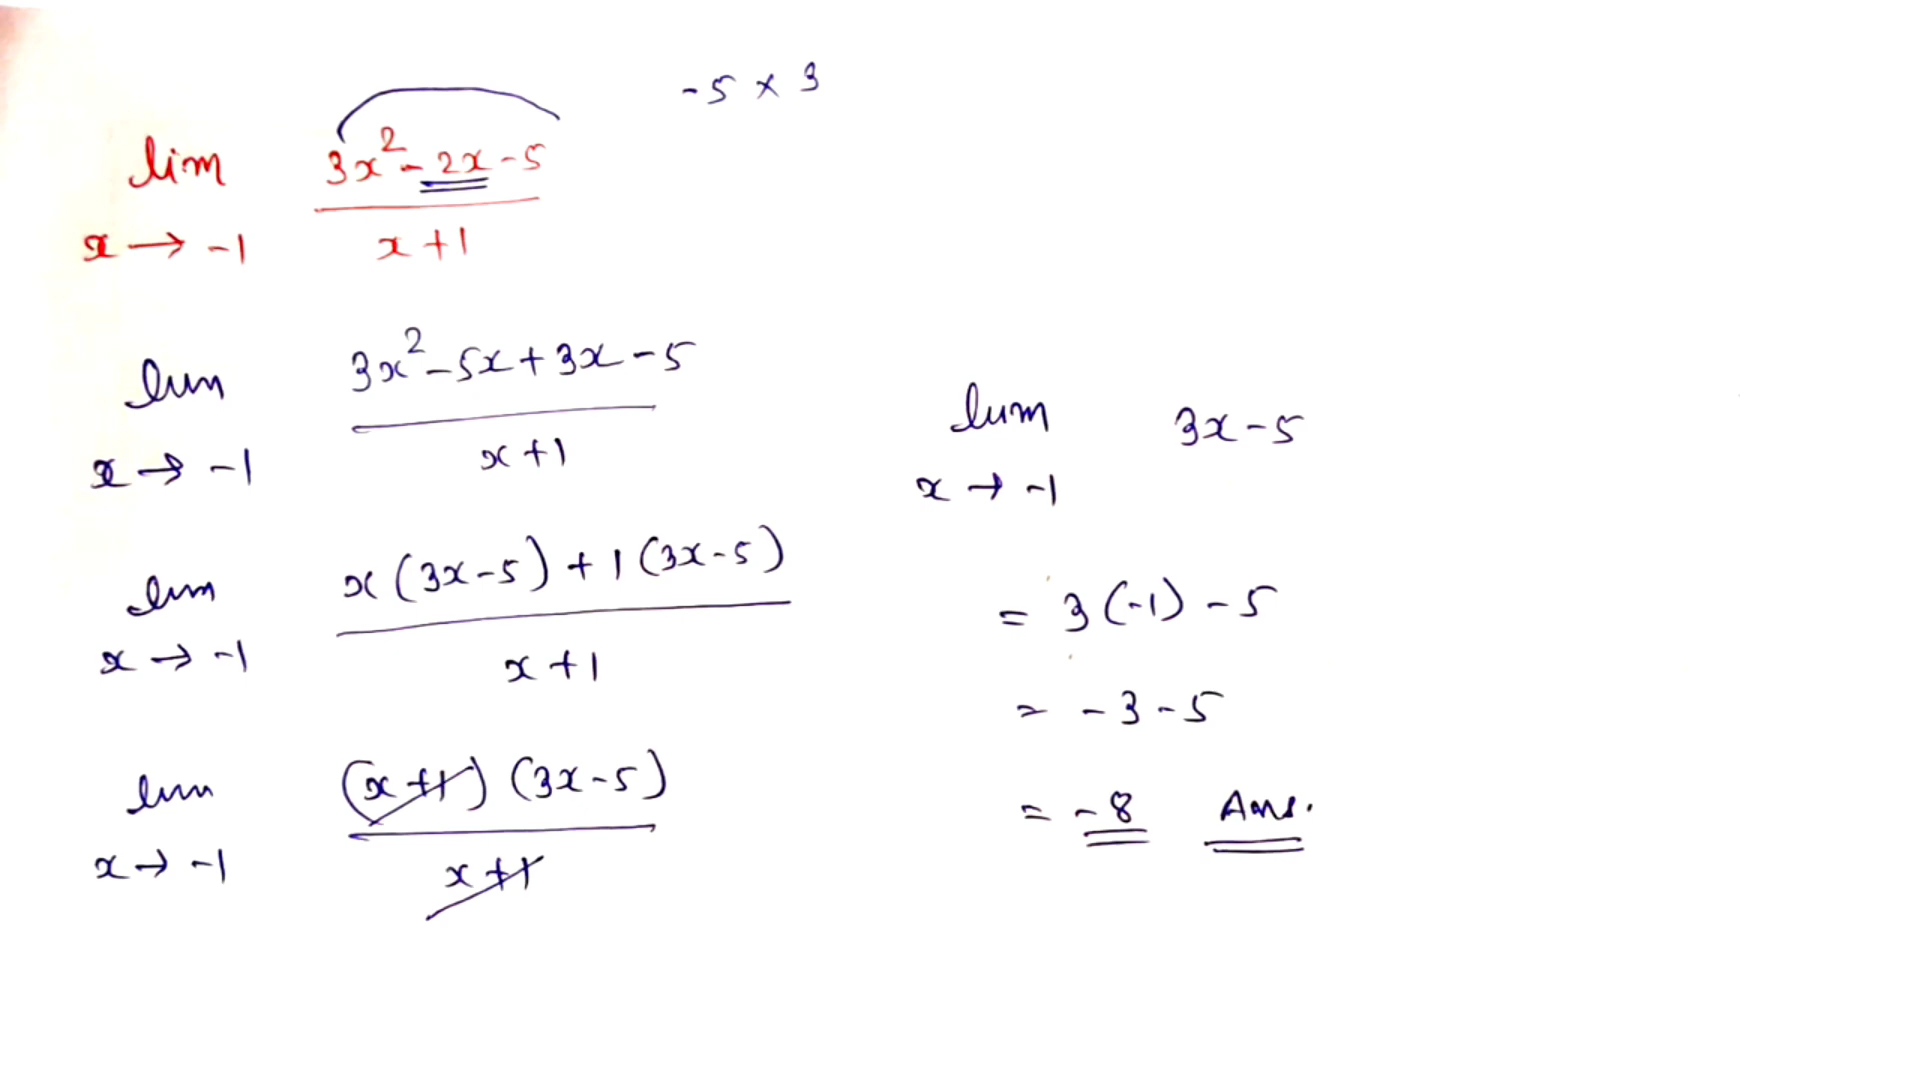 -5 × 3
lim 3x² - 2x - 5
x → -1 x + 1
lim 3x² - 5x + 3x - 5
x → -1 x + 1
lim x(3x - 5) + 1(3x - 5)
x → -1 x + 1
lim (x + 1)(3x - 5)
x → -1 x + 1
lim 3x - 5
x → -1
= 3(-1) - 5
= -3 - 5
= -8 Ans.